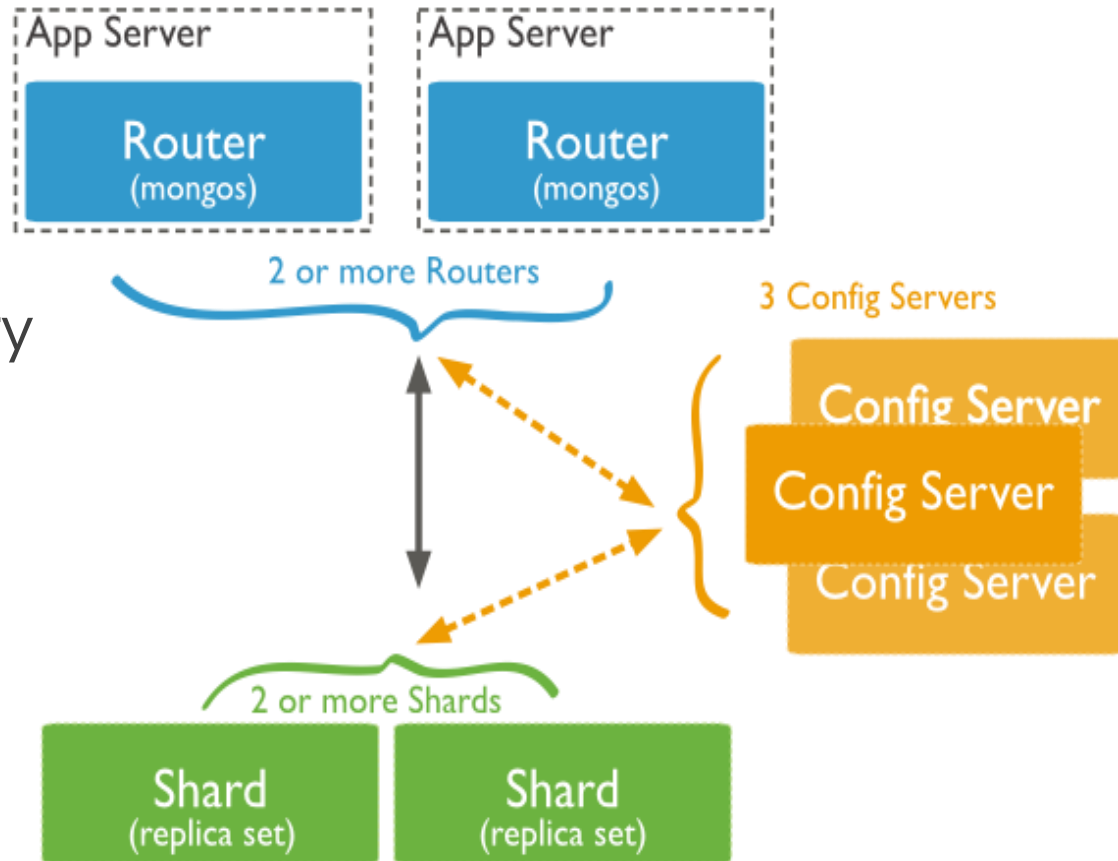 App Server
Router
(mongos)
App Server
Router
(mongos)
2 or more Routers
y
3 Config Servers
Config Server
Config Server
Config Server
2 or more Shards
Shard
(replica set)
Shard
(replica set)